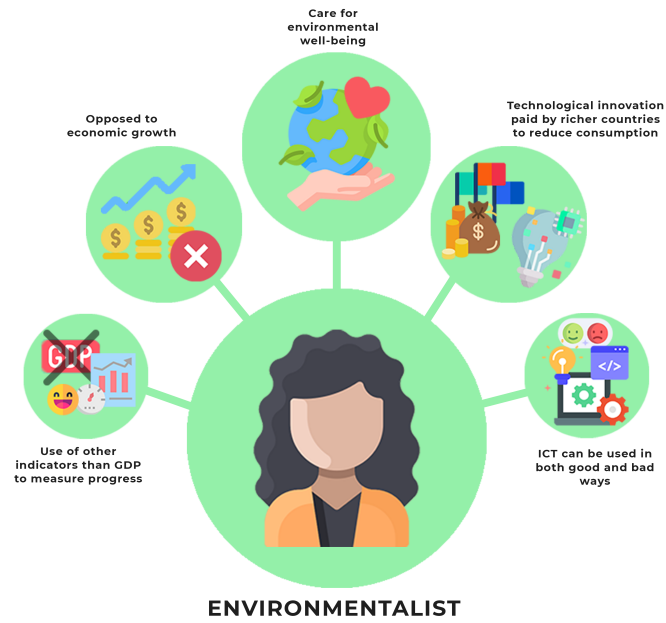 Care for
environmental
well-being
Opposed to
economic growth
Technological innovation
paid by richer countries
to reduce consumption
$
$
$
$
GDP
</>
Use of other
indicators than GDP
to measure progress
ICT can be used in
both good and bad
ways
ENVIRONMENTALIST